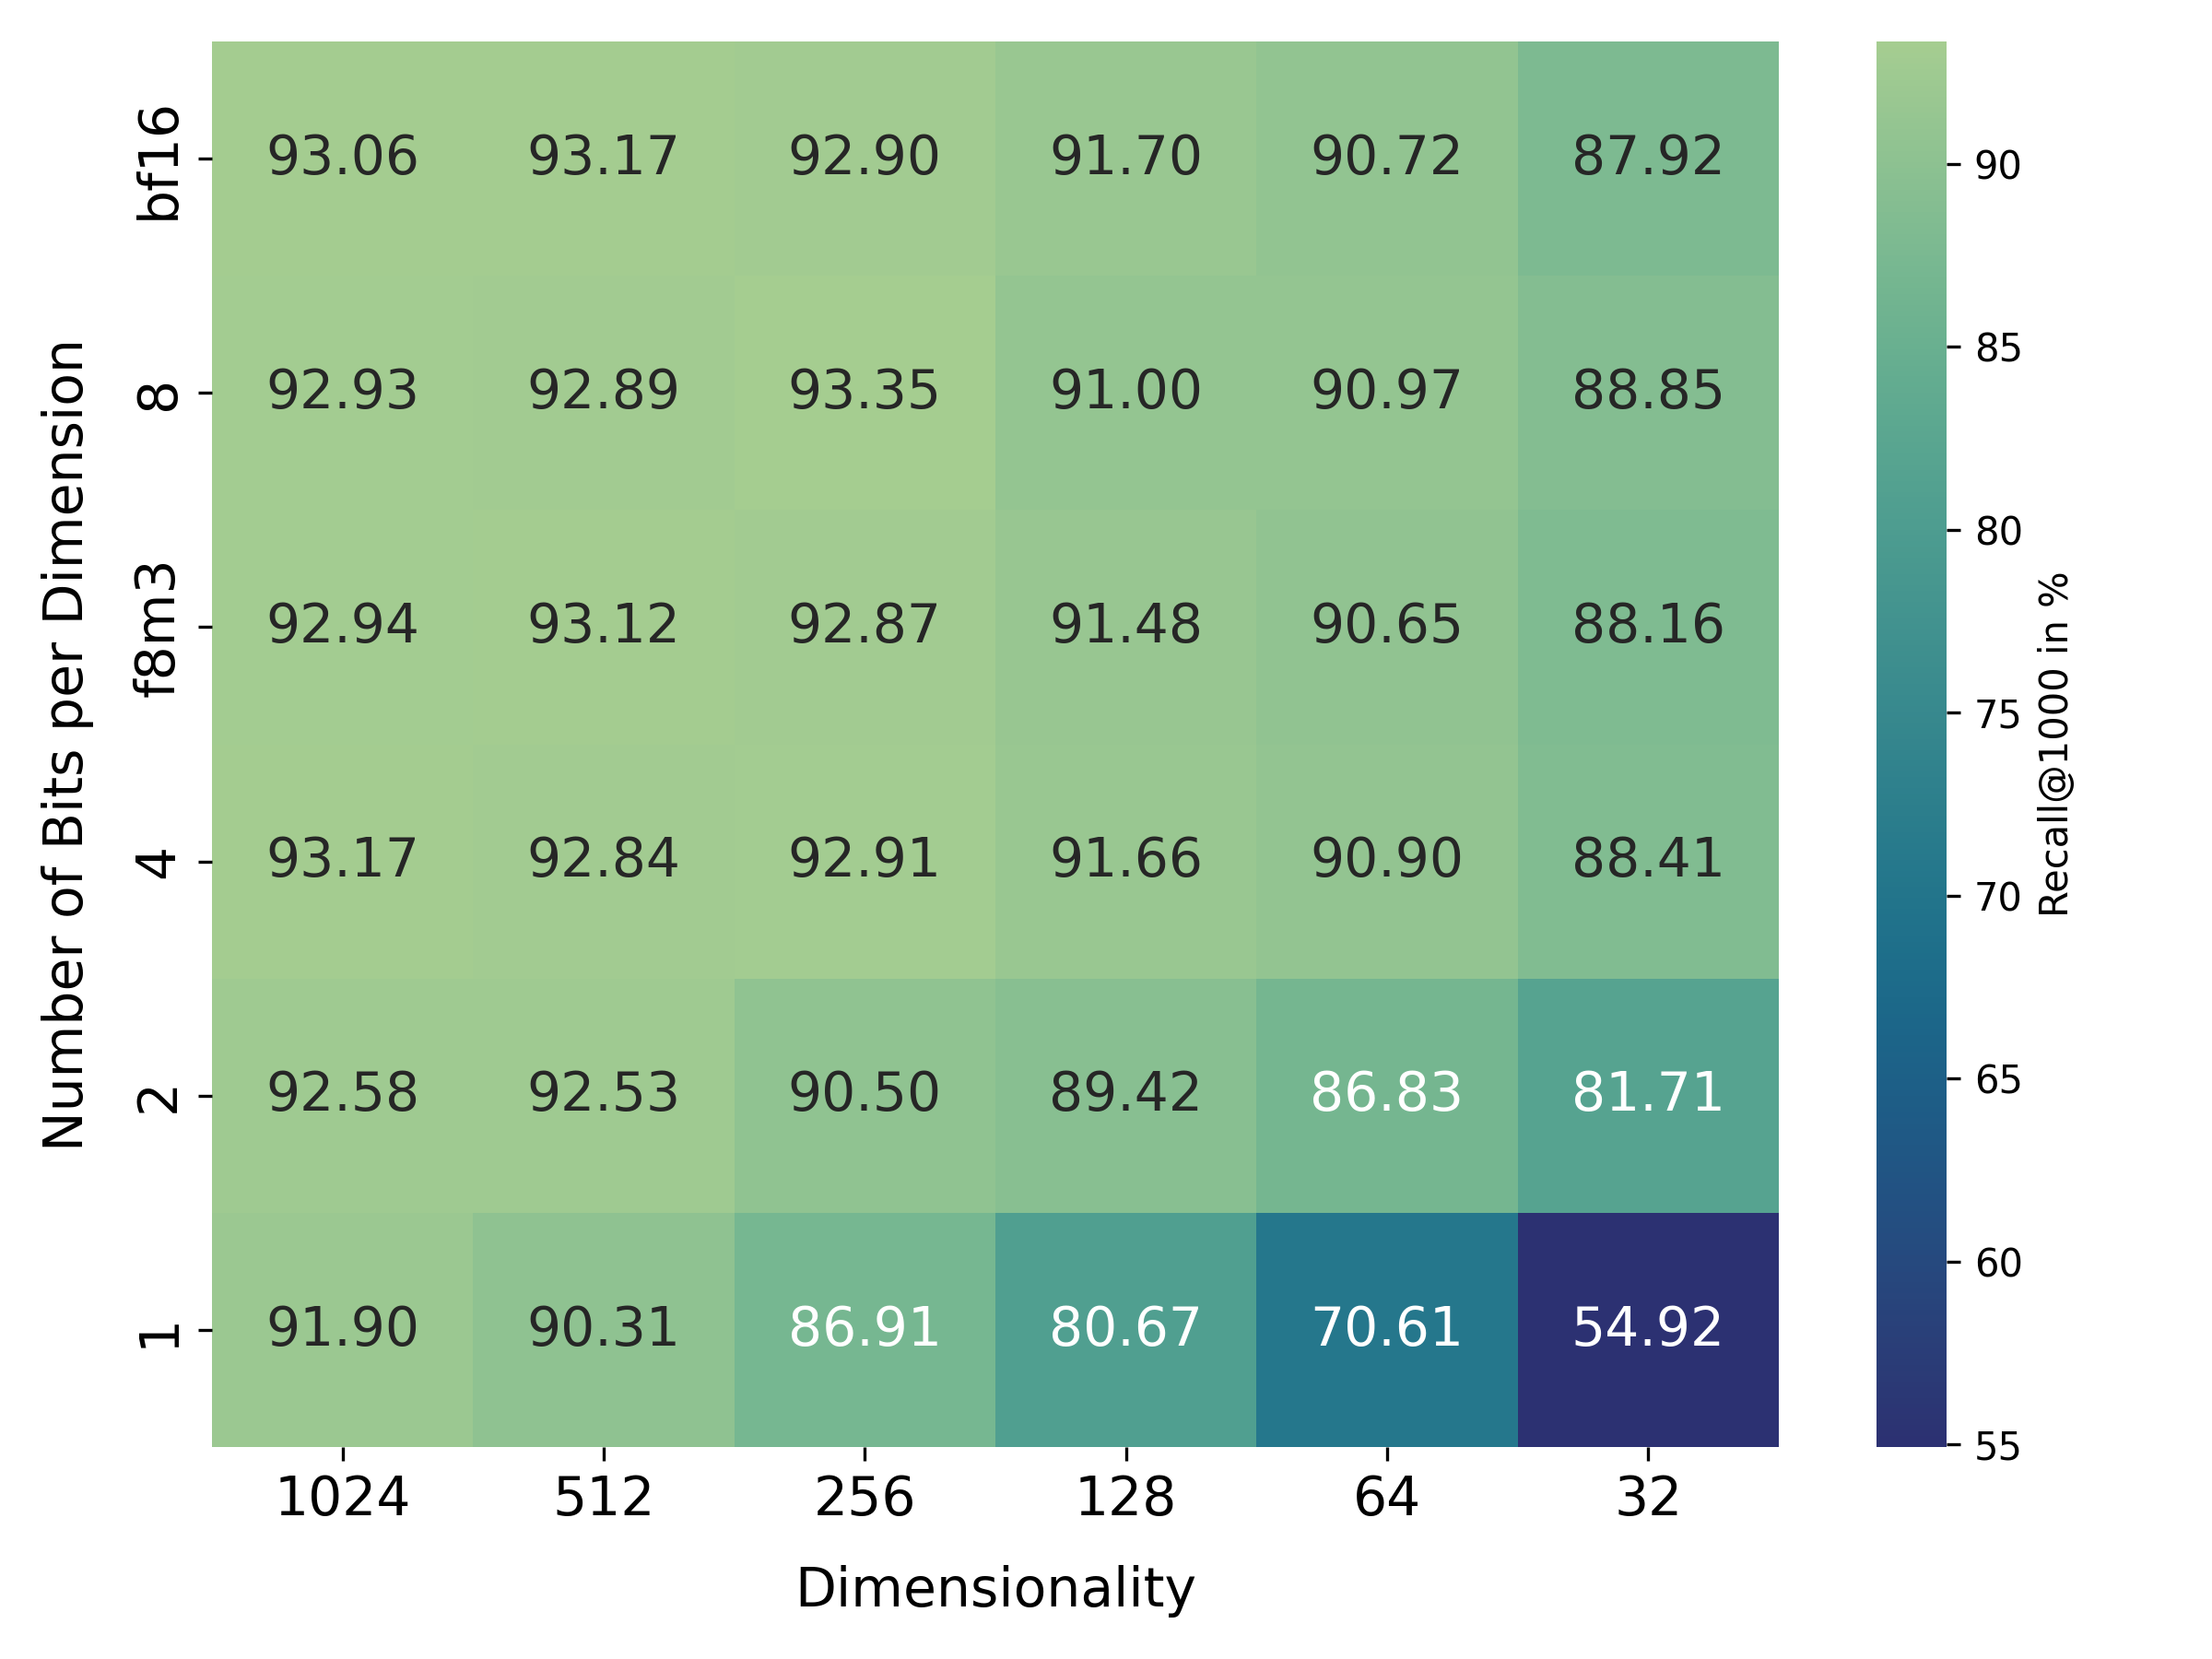 Number of Bits per Dimension
bf16 93.06 93.17 92.90 91.70 90.72 87.92
8 92.93 92.89 93.35 91.00 90.97 88.85
f8m3 92.94 93.12 92.87 91.48 90.65 88.16
4 93.17 92.84 92.91 91.66 90.90 88.41
2 92.58 92.53 90.50 89.42 86.83 81.71
1 91.90 90.31 86.91 80.67 70.61 54.92
1024 512 256 128 64 32
Dimensionality
90
85
80
75
70
65
60
55
Recall@1000 in %